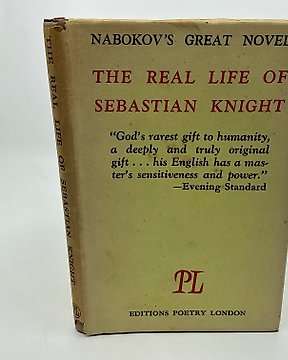 NABOKOV'S GREAT NOVEL
THE REAL LIFE OF
SEBASTIAN KNIGHT
"God's rarest gift to humanity,
a deeply and truly original
gift . . . his English has a mas-
ter's sensitiveness and power."
—Evening Standard
PL
EDITIONS POETRY LONDON
THE REAL LIFE OF SEBASTIAN KNIGHT